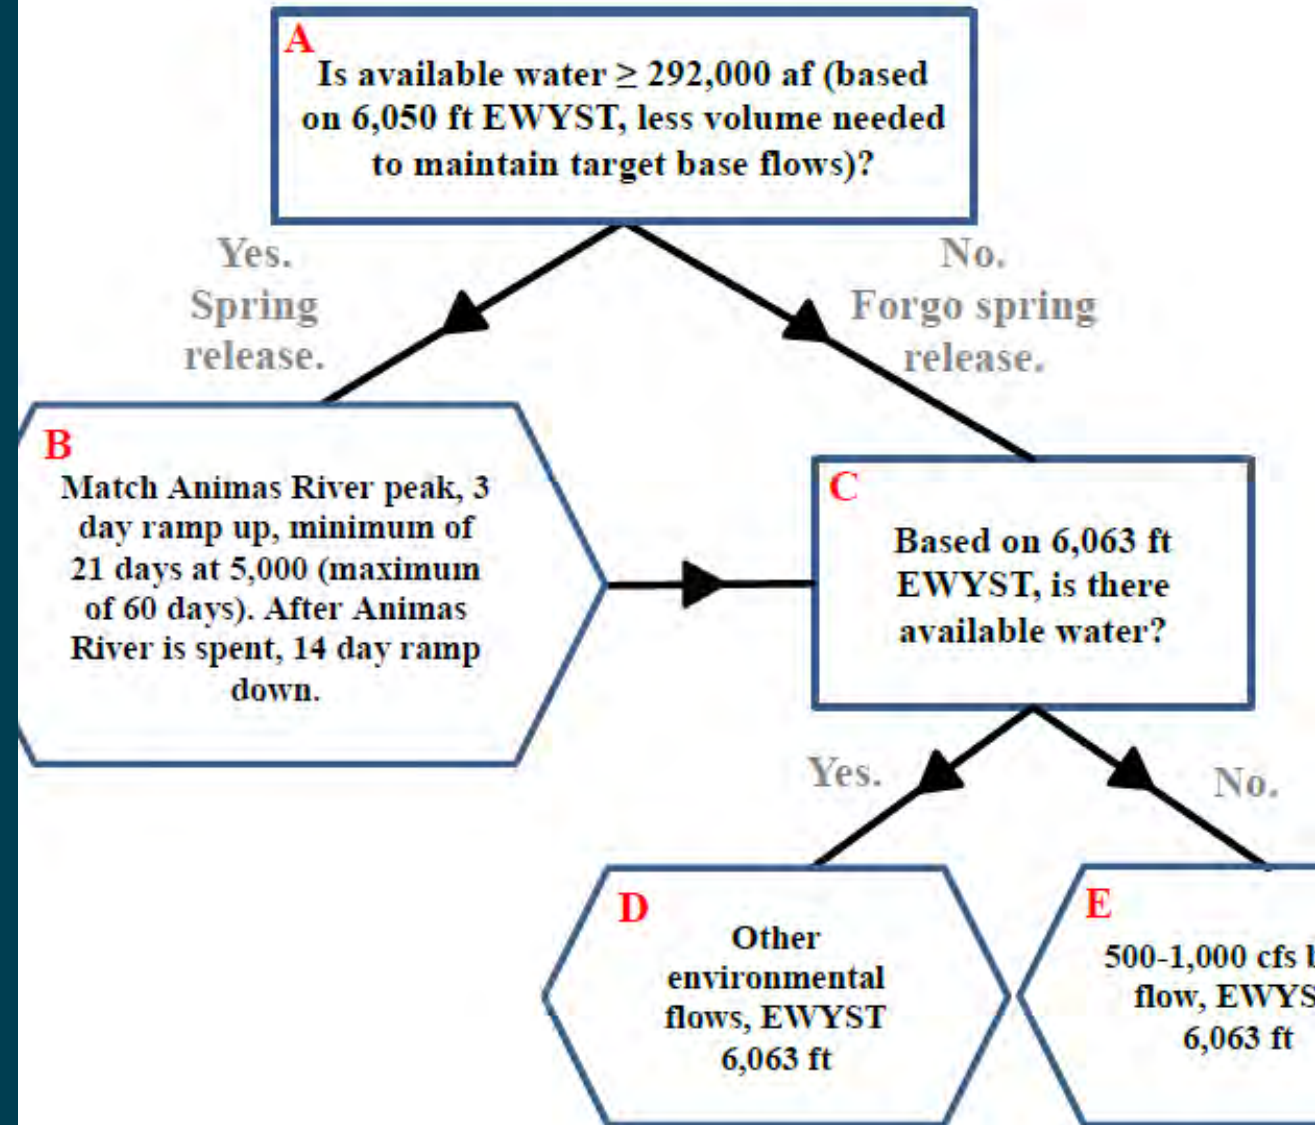 A
Is available water ≥ 292,000 af (based
on 6,050 ft EWYST, less volume needed
to maintain target base flows)?
Yes.
Spring
release.
No.
Forgo spring
release.
B
Match Animas River peak, 3
day ramp up, minimum of
21 days at 5,000 (maximum
of 60 days). After Animas
River is spent, 14 day ramp
down.
C
Based on 6,063 ft
EWYST, is there
available water?
Yes.
No.
D
Other
environmental
flows, EWYST
6,063 ft
E
500-1,000 cfs
flow,
6,063 ft